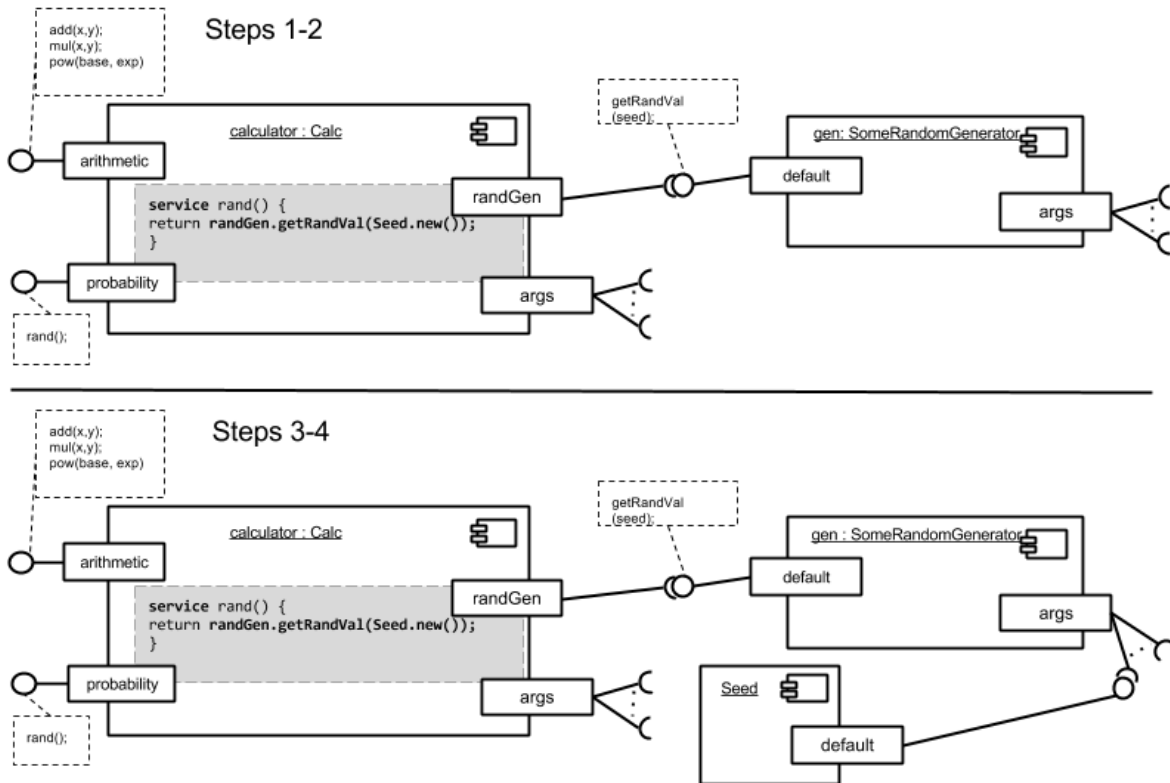 Steps 1-2
add(x,y);
mul(x,y);
pow(base, exp)
calculator : Calc
getRandVal
(seed);
gen: SomeRandomGenerator
arithmetic
default
randGen
service rand() {
return randGen.getRandVal(Seed.new());
}
args
probability
args
rand();
Steps 3-4
add(x,y);
mul(x,y);
pow(base, exp)
calculator : Calc
getRandVal
(seed);
gen : SomeRandomGenerator
arithmetic
default
randGen
service rand() {
return randGen.getRandVal(Seed.new());
}
args
probability
args
Seed
default
rand();